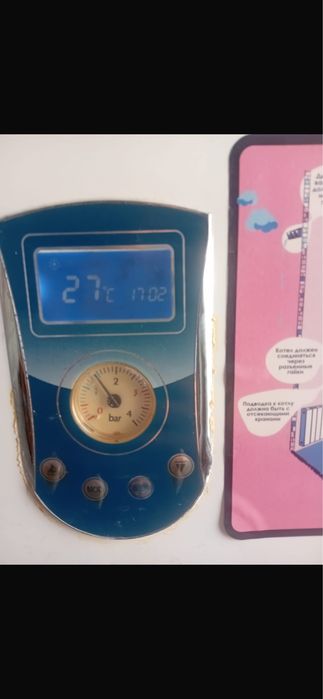 27°C 17:02
0 1 2 3 4
bar
Котел должен
соединяться
через
разъемные
гайки
Подводка к котлу
должна быть с
отсекающими
кранами